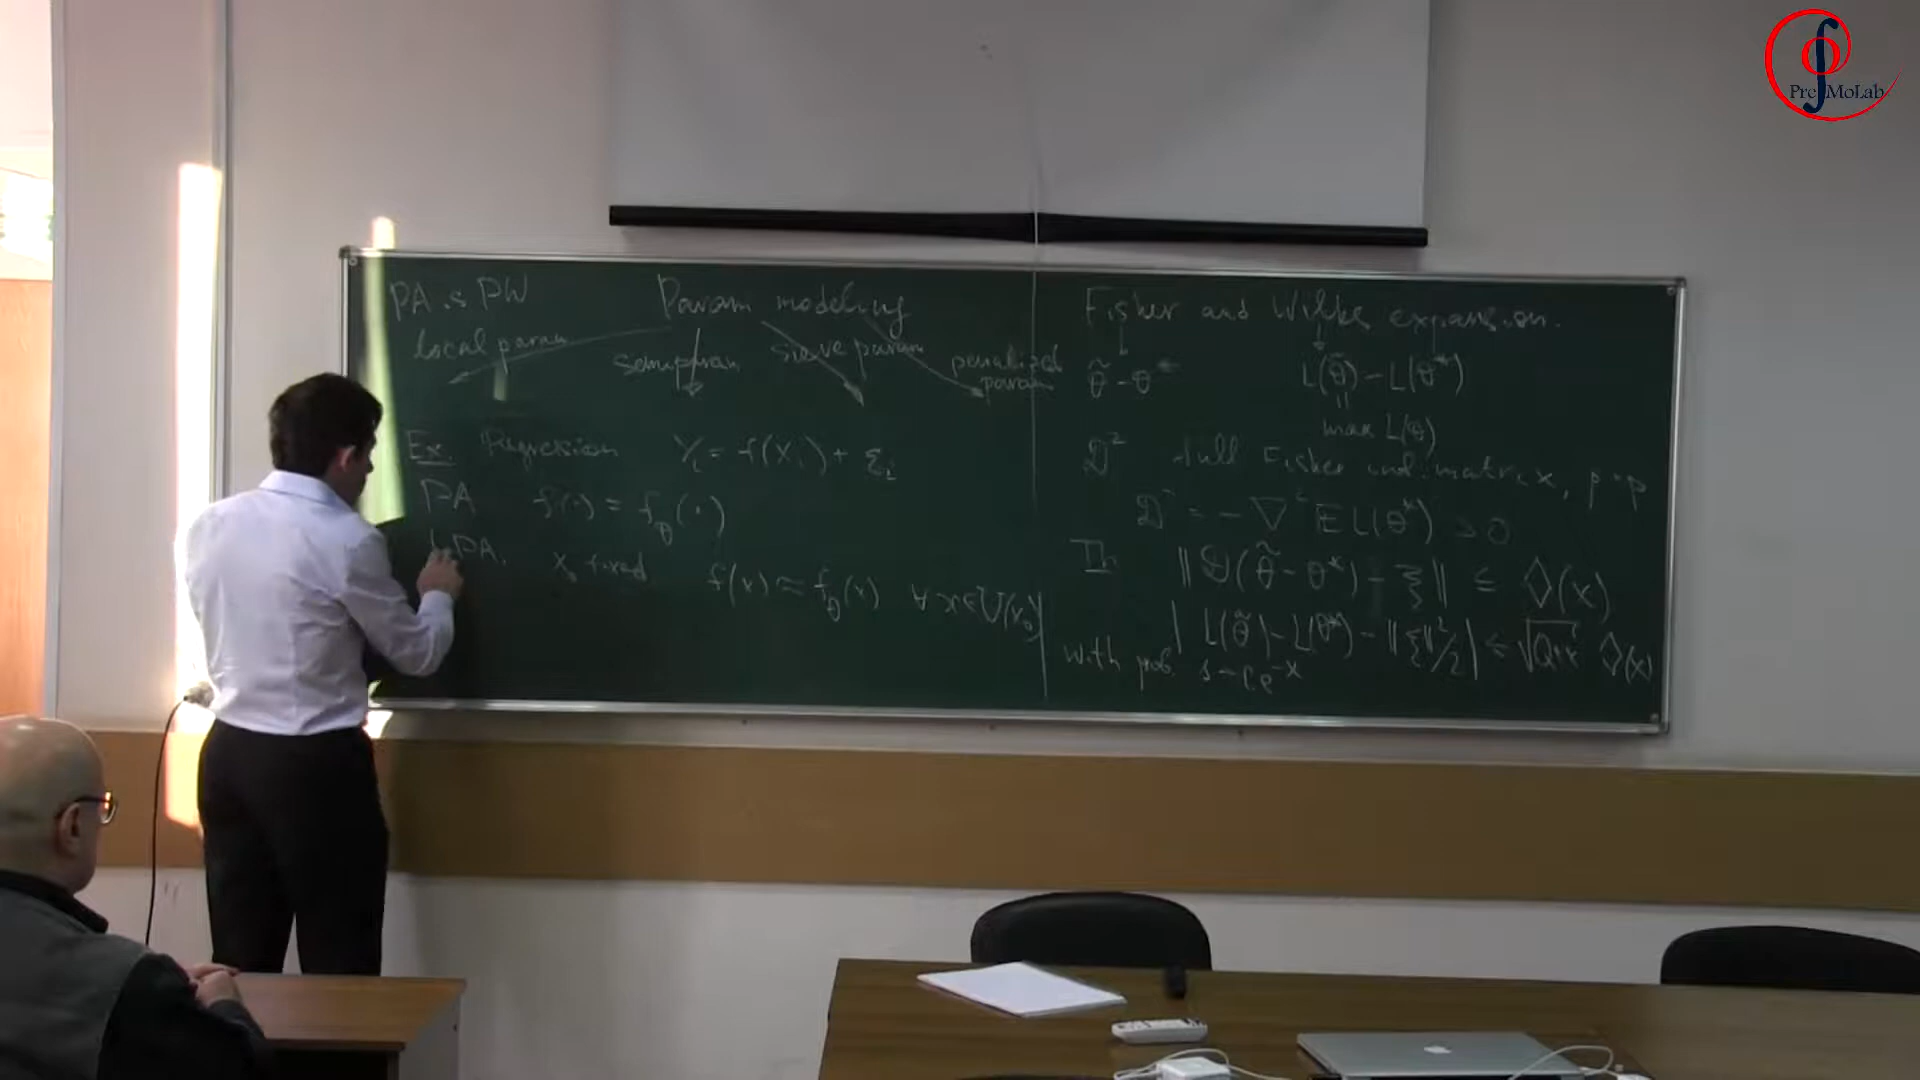 PA & PW
Param modeling
local param
semiparam
sieve param
penalized
param
Ex. Regression Y_i = f(X_i) + ε_i
PA f(·) = f_θ(·)
LPA. x_0 fixed f(x) ≈ f_θ(x) ∀ x ∈ U(x_0)
Fisher and Wilks expansion.
θ̃ - θ* L(θ̃) - L(θ*)
max L(θ)
D² full Fisher inf. matrix, p × p
D² = - ∇² E L(θ*) > 0
Th ‖D(θ̃ - θ*) - ξ‖ ≤ ◊(x)
| L(θ̃) - L(θ*) - ‖ξ‖²/2 | ≤ ◊(x)
with prob. 1 - C e^{-x}
PreMoLab